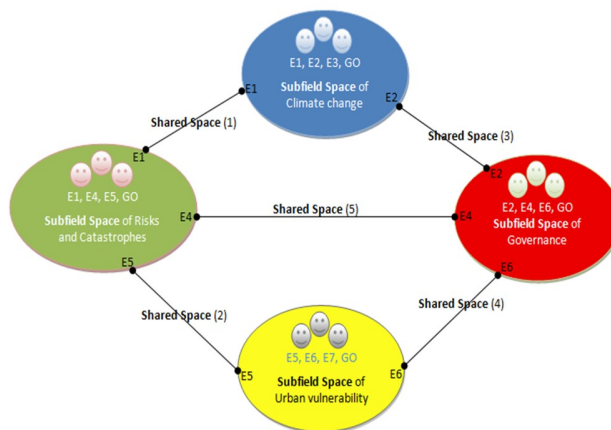 E1, E2, E3, GO
Subfield Space of
Climate change
E1
E2
Shared Space (1)
Shared Space (3)
E1
E2
E1, E4, E5, GO
Subfield Space of Risks
and Catastrophes
E4
Shared Space (5)
E4
E2, E4, E6, GO
Subfield Space of
Governance
E5
E6
Shared Space (2)
Shared Space (4)
E5
E6
E5, E6, E7, GO
Subfield Space of
Urban vulnerability